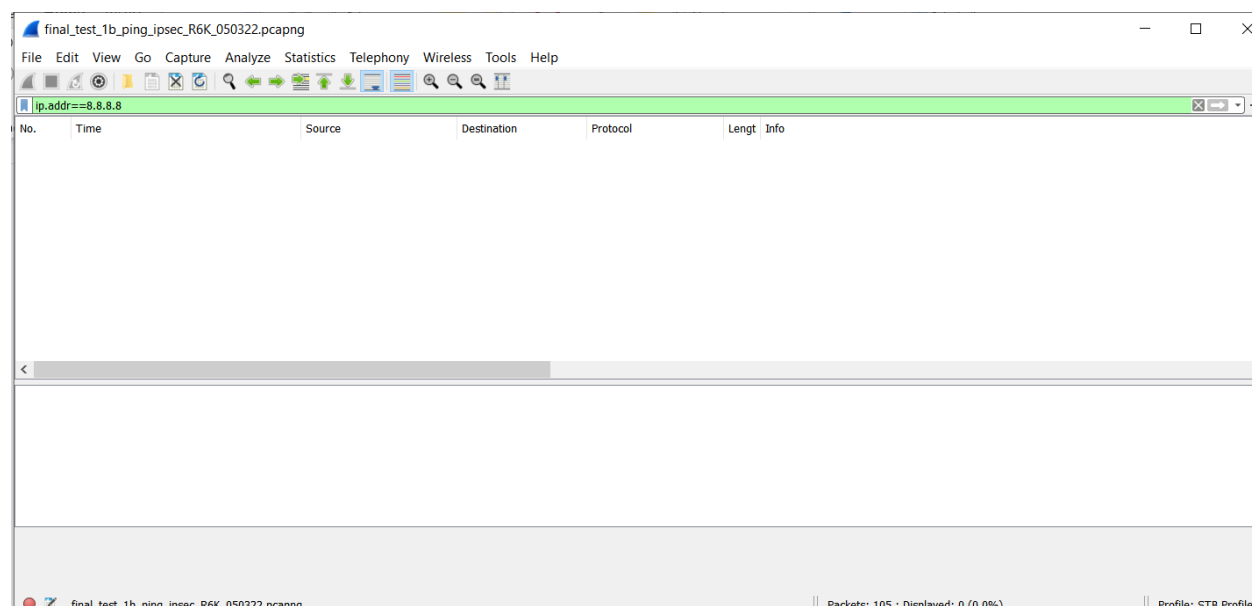 final_test_1b_ping_ipsec_R6K_050322.pcapng
File Edit View Go Capture Analyze Statistics Telephony Wireless Tools Help
ip.addr==8.8.8.8
No. Time Source Destination Protocol Lengt Info
final_test_1b_ping_ipsec_R6K_050322.pcapng Packets: 105 · Displayed: 0 (0.0%) Profile: STB Profile